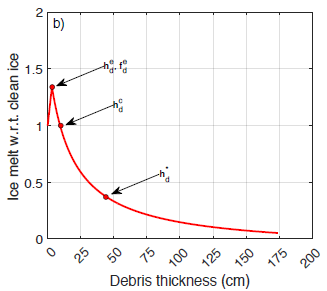 b)
2
1.5
1
0.5
0
Ice melt w.r.t. clean ice
h_d^e, f_d^e
h_d^c
h_d^*
0 25 50 75 100 125 150 175 200
Debris thickness (cm)